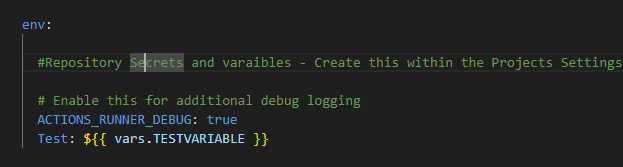 env:
#Repository Secrets and varaibles - Create this within the Projects Settings
# Enable this for additional debug logging
ACTIONS_RUNNER_DEBUG: true
Test: ${{ vars.TESTVARIABLE }}